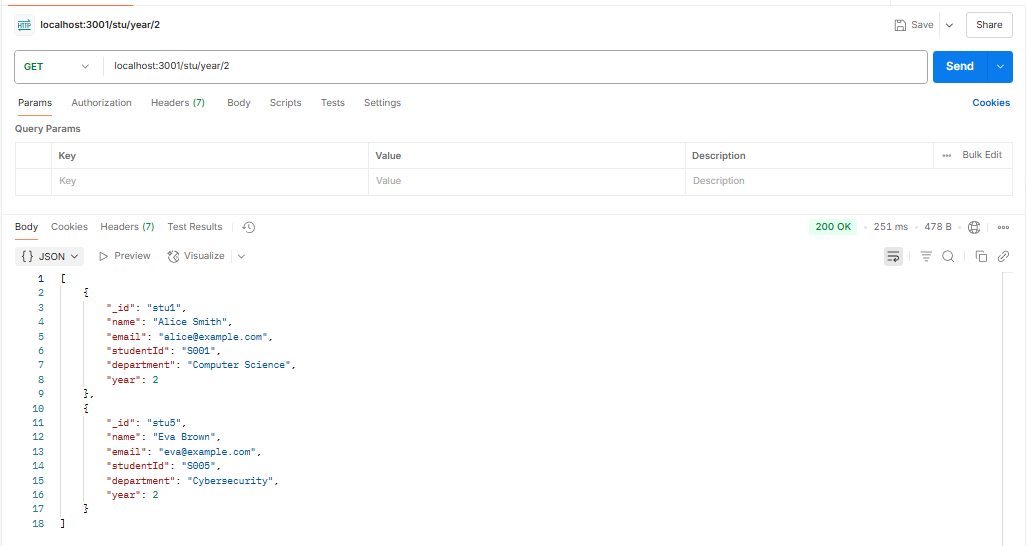 HTTP localhost:3001/stu/year/2 Save Share
GET localhost:3001/stu/year/2 Send
Params Authorization Headers (7) Body Scripts Tests Settings Cookies
Query Params
Key Value Description ••• Bulk Edit
Key Value Description
Body Cookies Headers (7) Test Results 200 OK • 251 ms • 478 B • •••
{} JSON Preview Visualize
1 [
2 {
3 "_id": "stu1",
4 "name": "Alice Smith",
5 "email": "alice@example.com",
6 "studentId": "S001",
7 "department": "Computer Science",
8 "year": 2
9 },
10 {
11 "_id": "stu5",
12 "name": "Eva Brown",
13 "email": "eva@example.com",
14 "studentId": "S005",
15 "department": "Cybersecurity",
16 "year": 2
17 }
18 ]